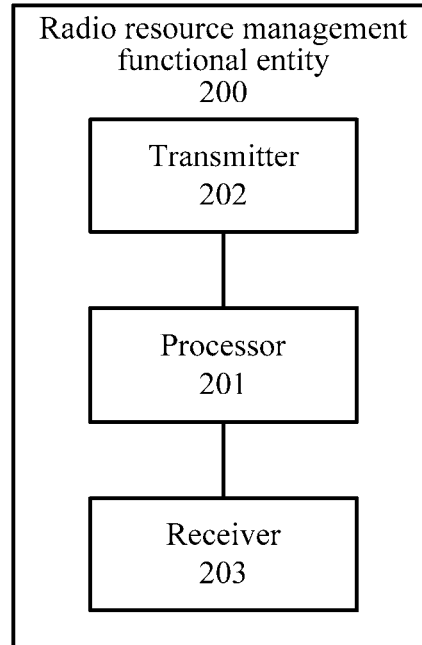 Radio resource management
functional entity
200
Transmitter
202
Processor
201
Receiver
203